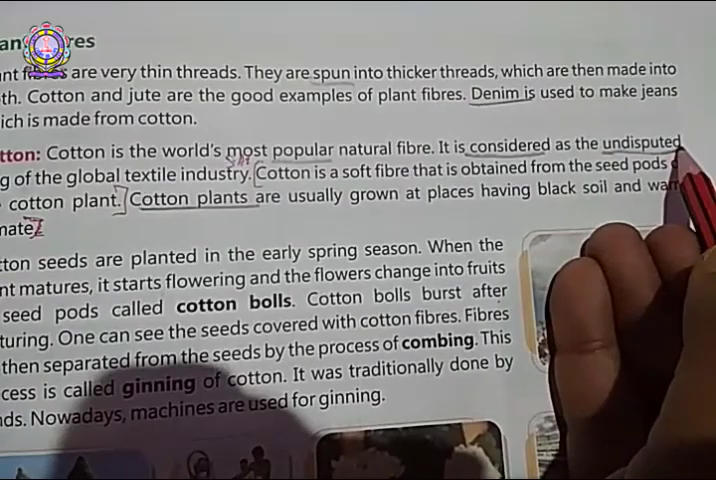 res
are very thin threads. They are spun into thicker threads, which are then made into
th. Cotton and jute are the good examples of plant fibres. Denim is used to make jeans
ich is made from cotton.
tton: Cotton is the world's most popular natural fibre. It is considered as the undisputed
g of the global textile industry. Cotton is a soft fibre that is obtained from the seed pods
cotton plant. Cotton plants are usually grown at places having black soil and
mate
tton seeds are planted in the early spring season. When the
nt matures, it starts flowering and the flowers change into fruits
seed pods called cotton bolls. Cotton bolls burst after
turing. One can see the seeds covered with cotton fibres. Fibres
then separated from the seeds by the process of combing. This
cess is called ginning of cotton. It was traditionally done by
nds. Nowadays, machines are used for ginning.